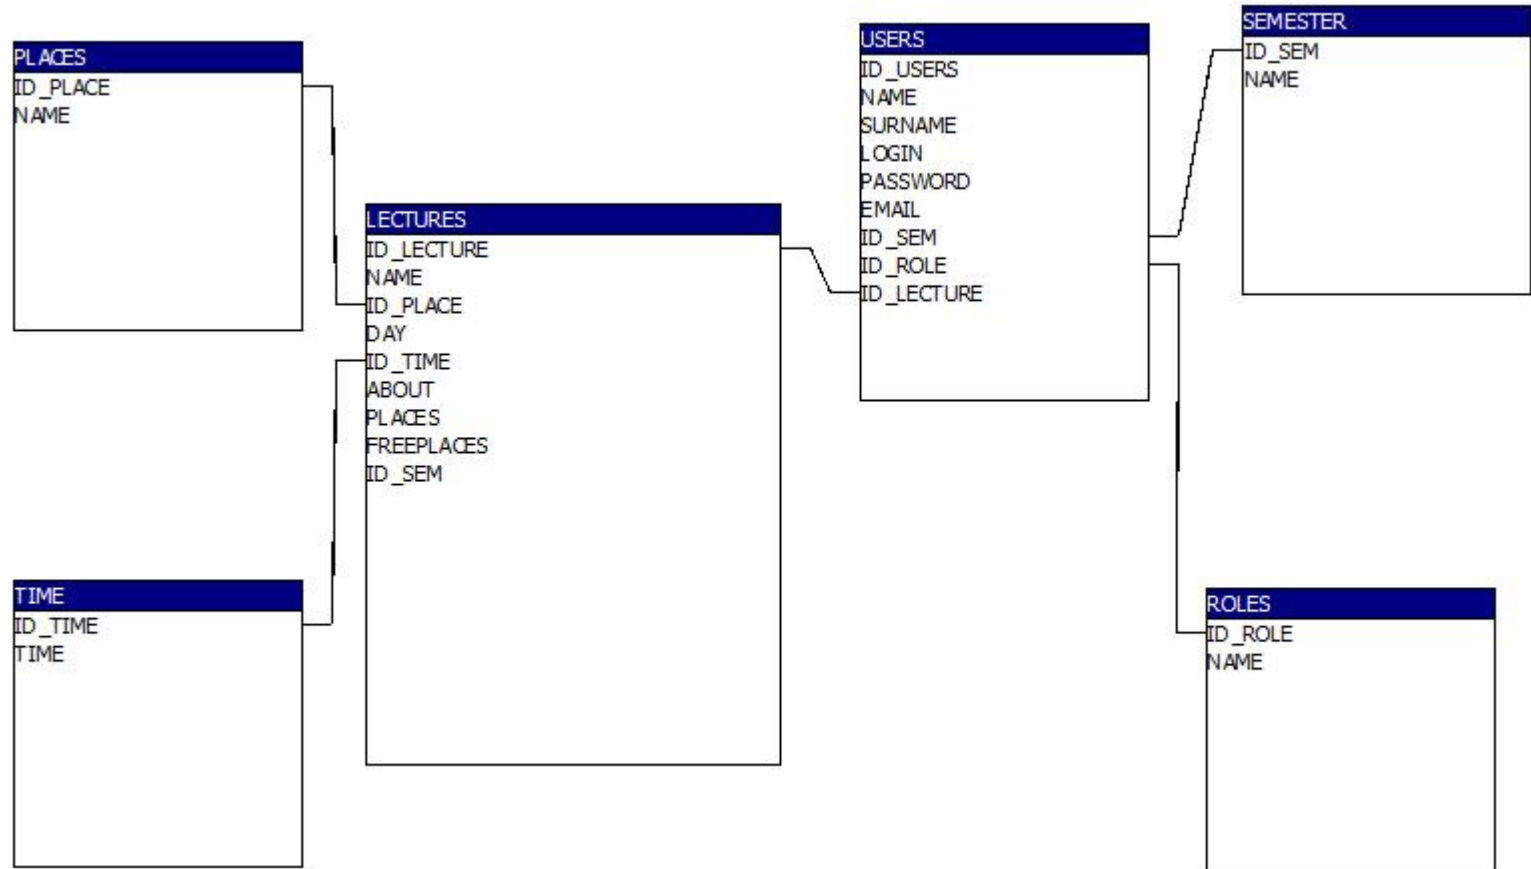 PLACES
ID_PLACE
NAME
LECTURES
ID_LECTURE
NAME
ID_PLACE
DAY
ID_TIME
ABOUT
PLACES
FREEPLACES
ID_SEM
TIME
ID_TIME
TIME
USERS
ID_USERS
NAME
SURNAME
LOGIN
PASSWORD
EMAIL
ID_SEM
ID_ROLE
ID_LECTURE
SEMESTER
ID_SEM
NAME
ROLES
ID_ROLE
NAME